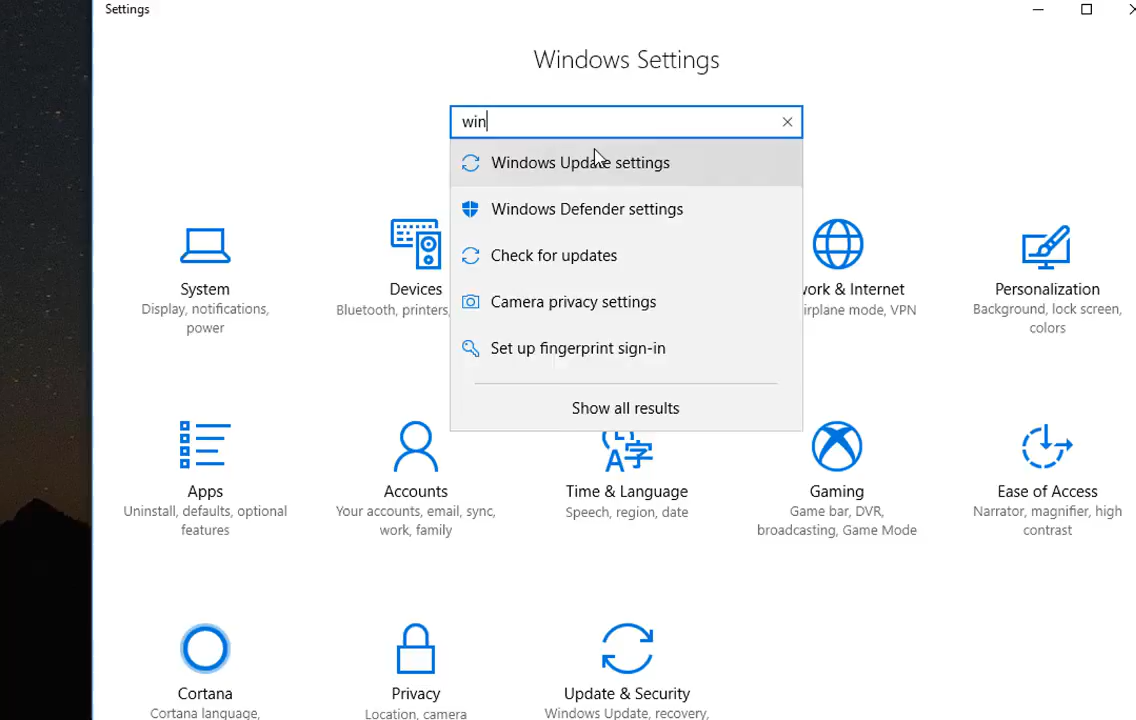 Settings
Windows Settings
win
Windows Update settings
Windows Defender settings
Check for updates
Camera privacy settings
Set up fingerprint sign-in
Show all results
System
Display, notifications,
power
Devices
Bluetooth, printers,
work & Internet
irplane mode, VPN
Personalization
Background, lock screen,
colors
Apps
Uninstall, defaults, optional
features
Accounts
Your accounts, email, sync,
work, family
A字
Time & Language
Speech, region, date
Gaming
Game bar, DVR,
broadcasting, Game Mode
Ease of Access
Narrator, magnifier, high
contrast
Cortana
Cortana language,
Privacy
Location, camera
Update & Security
Windows Update, recovery,